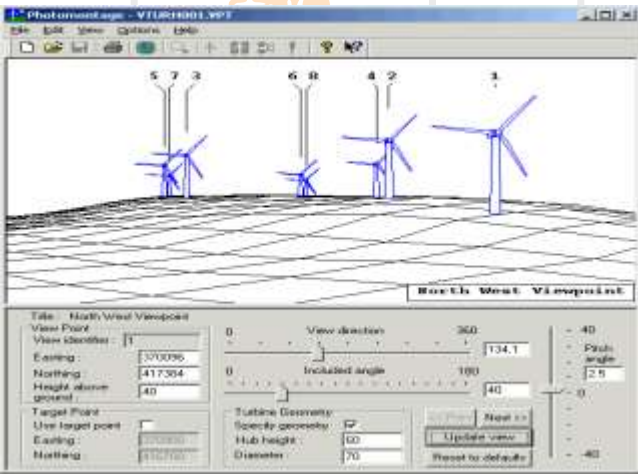 Photomontage - VTURH001.VPT
File Edit View Options Help
5 7 3 6 8 4 2 1
North West Viewpoint
Title : North West Viewpoint
View Point
View identifier : 1
Easting : 370096
Northing : 417384
Height above ground : 40
Target Point
Use target point
Easting :
Northing :
0 View direction 360
134.1
0 Included angle 180
40
Turbine Geometry
Specify geometry
Hub height : 60
Diameter : 70
<< Prev Next >>
Update view
Reset to defaults
40
Pitch angle
2.5
0
-40